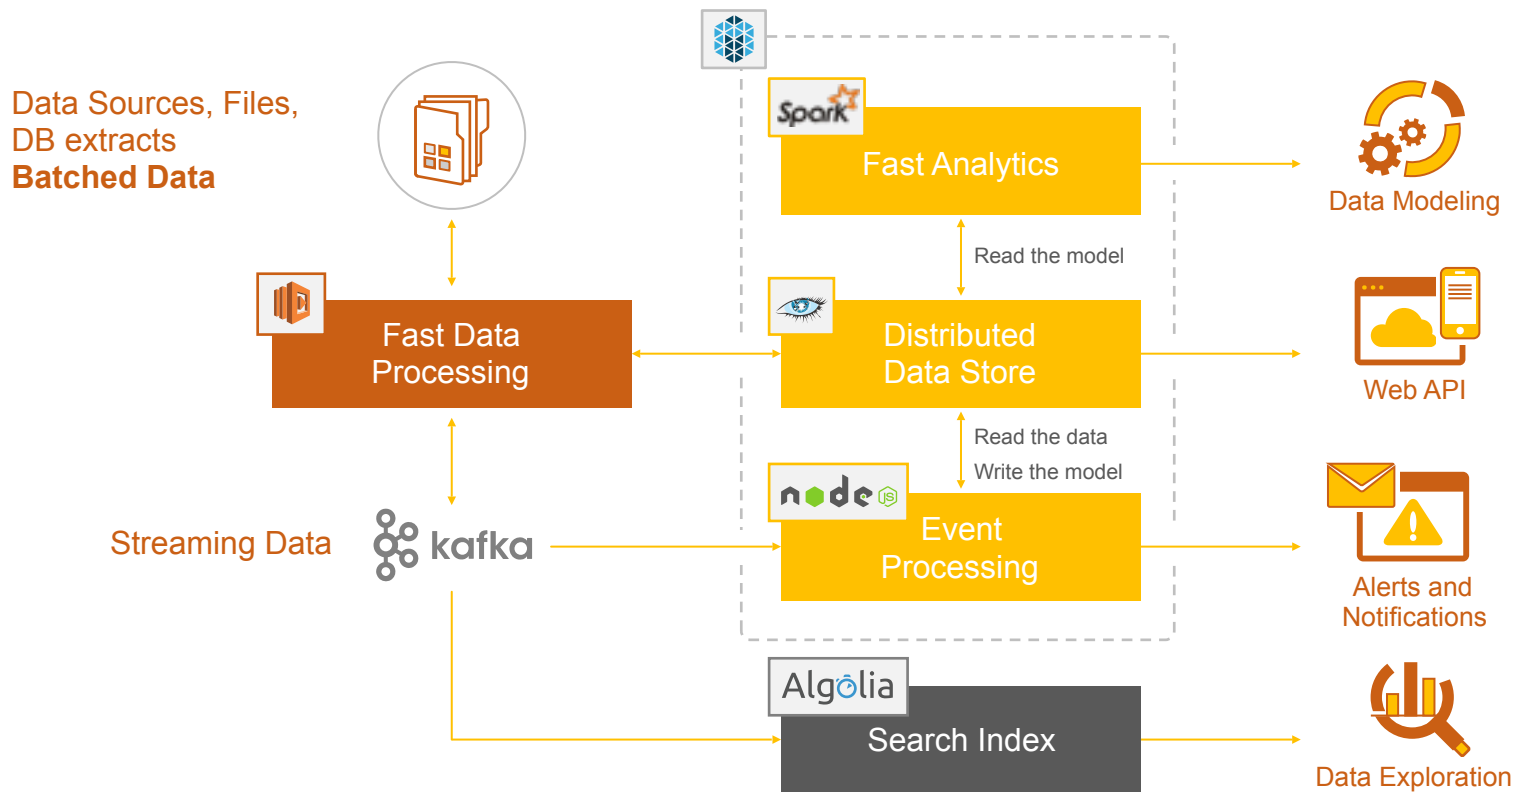 Data Sources, Files,
DB extracts
Batched Data
Spark
Fast Analytics
Data Modeling
Read the model
Fast Data
Processing
Distributed
Data Store
Web API
Read the data
Write the model
node
JS
Streaming Data
kafka
Event
Processing
Alerts and
Notifications
Algolia
Search Index
Data Exploration